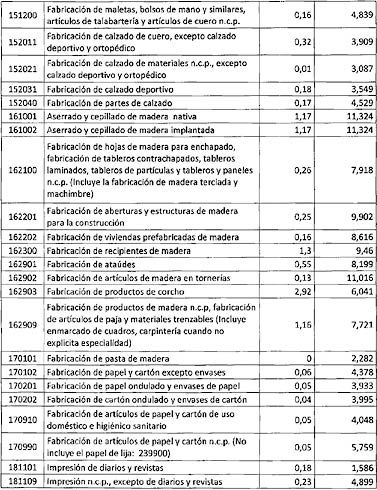 151200 Fabricación de maletas, bolsos de mano y similares, artículos de talabartería y artículos de cuero n.c.p. 0,16 4,839
152011 Fabricación de calzado de cuero, excepto calzado deportivo y ortopédico 0,32 3,909
152021 Fabricación de calzado de materiales n.c.p., excepto calzado deportivo y ortopédico 0,01 3,087
152031 Fabricación de calzado deportivo 0,18 3,549
152040 Fabricación de partes de calzado 0,17 4,529
161001 Aserrado y cepillado de madera nativa 1,17 11,324
161002 Aserrado y cepillado de madera implantada 1,17 11,324
162100 Fabricación de hojas de madera para enchapado, fabricación de tableros contrachapados, tableros laminados, tableros de partículas y tableros y paneles n.c.p. (Incluye la fabricación de madera terciada y machimbre) 0,26 7,918
162201 Fabricación de aberturas y estructuras de madera para la construcción 0,25 9,902
162202 Fabricación de viviendas prefabricadas de madera 0,16 8,616
162300 Fabricación de recipientes de madera 1,3 9,46
162901 Fabricación de ataúdes 0,55 8,199
162902 Fabricación de artículos de madera en tornerías 0,13 11,016
162903 Fabricación de productos de corcho 2,92 6,041
162909 Fabricación de productos de madera n.c.p, fabricación de artículos de paja y materiales trenzables (Incluye enmarcado de cuadros, carpintería cuando no explicita especialidad) 1,16 7,721
170101 Fabricación de pasta de madera 0 2,282
170102 Fabricación de papel y cartón excepto envases 0,06 4,378
170201 Fabricación de papel ondulado y envases de papel 0,05 3,933
170202 Fabricación de cartón ondulado y envases de cartón 0,04 3,995
170910 Fabricación de artículos de papel y cartón de uso doméstico e higiénico sanitario 0,05 4,048
170990 Fabricación de artículos de papel y cartón n.c.p. (No incluye el papel de lija: 239900) 0,05 5,759
181101 Impresión de diarios y revistas 0,18 1,586
181109 Impresión n.c.p., excepto de diarios y revistas 0,23 4,899